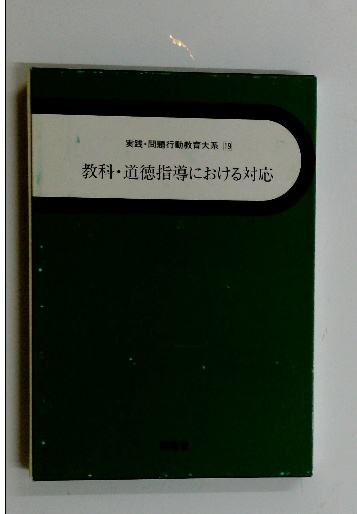 実践・問題行動教育大系 19
教科・道徳指導における対応